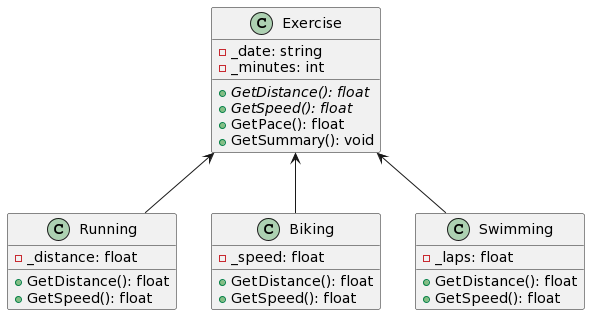 C Exercise
_date: string
_minutes: int
GetDistance(): float
GetSpeed(): float
GetPace(): float
GetSummary(): void
C Running
_distance: float
GetDistance(): float
GetSpeed(): float
C Biking
_speed: float
GetDistance(): float
GetSpeed(): float
C Swimming
_laps: float
GetDistance(): float
GetSpeed(): float